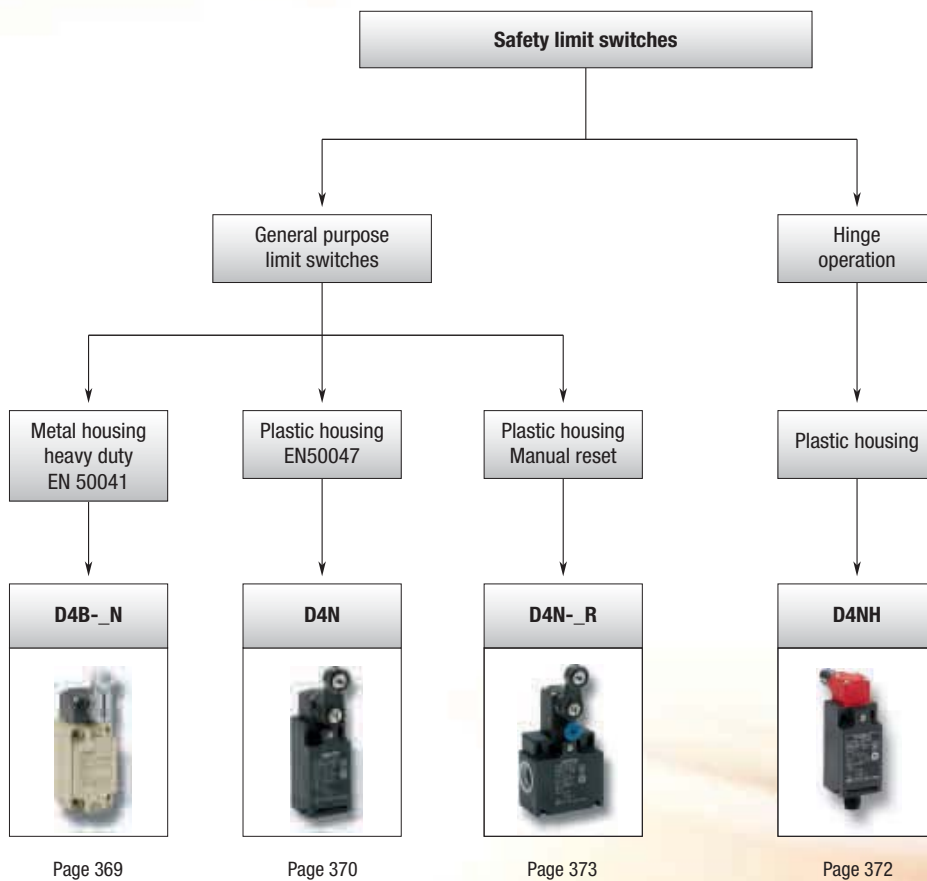 Safety limit switches
General purpose
limit switches
Hinge
operation
Metal housing
heavy duty
EN 50041
Plastic housing
EN50047
Plastic housing
Manual reset
Plastic housing
D4B-_N
D4N
D4N-_R
D4NH
Page 369
Page 370
Page 373
Page 372